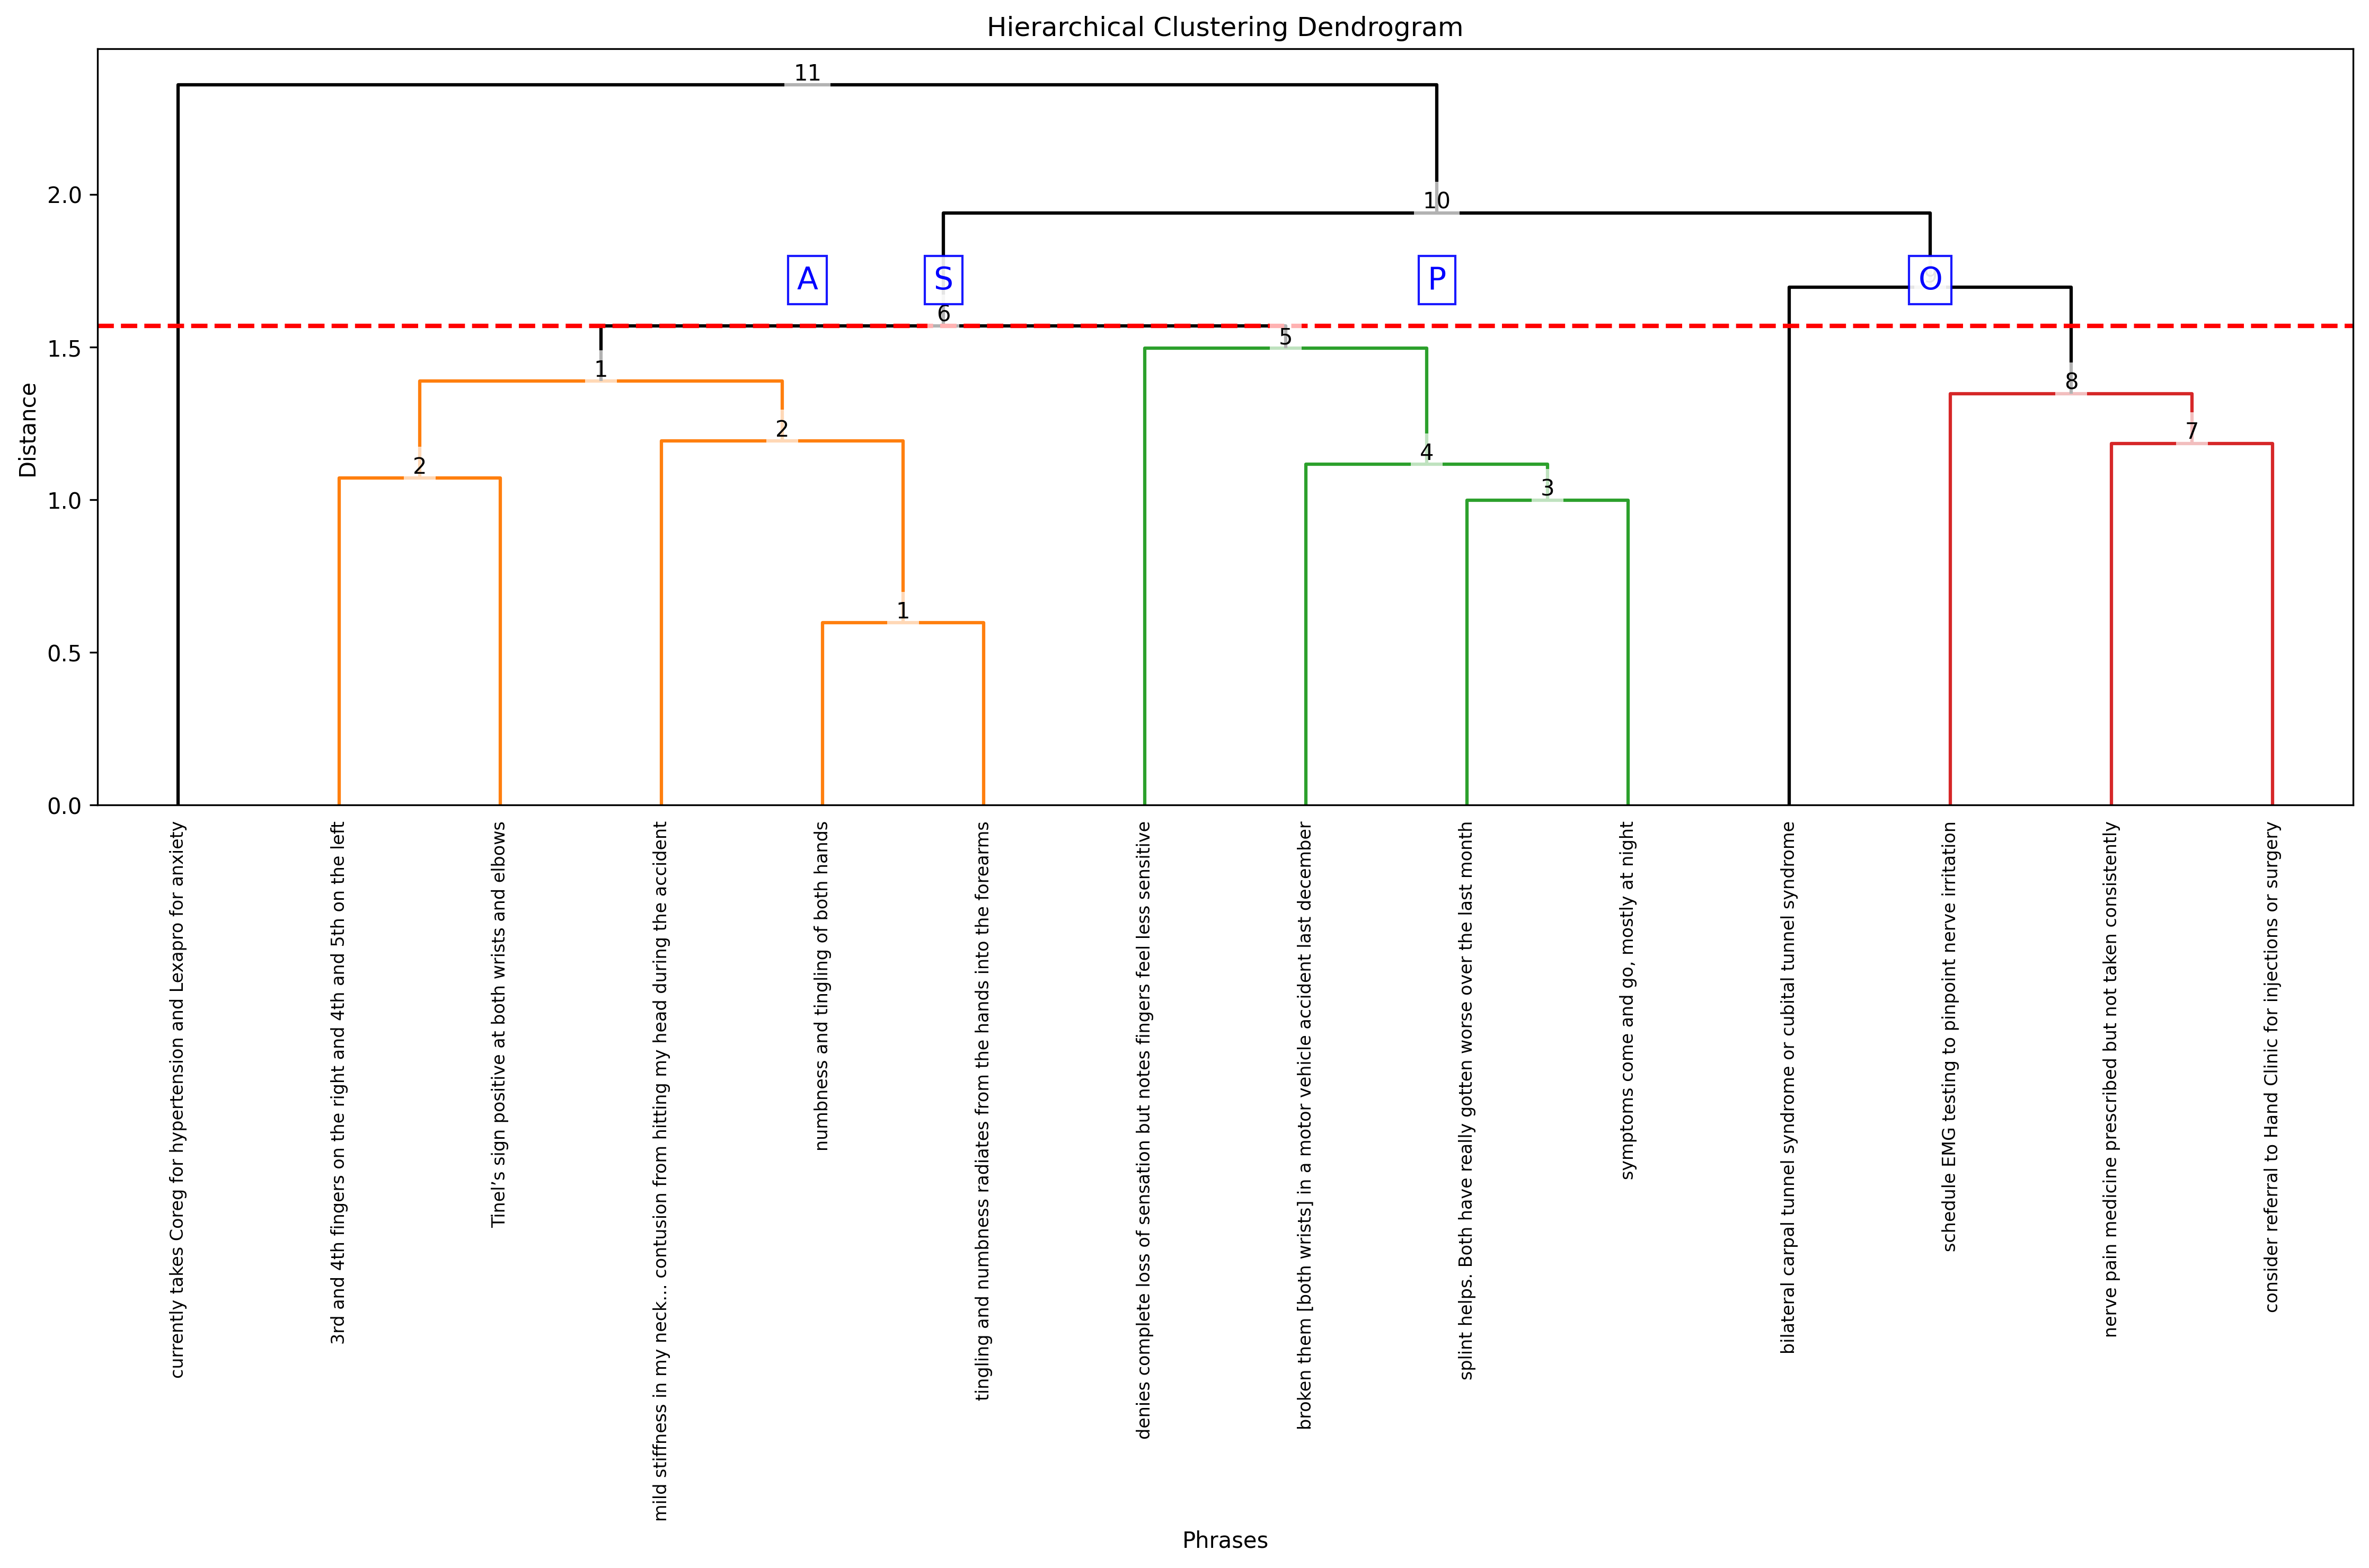 Hierarchical Clustering Dendrogram
11
10
A
S
P
O
6
5
1
8
2
7
2
4
3
1
Distance
2.0
1.5
1.0
0.5
0.0
currently takes Coreg for hypertension and Lexapro for anxiety
3rd and 4th fingers on the right and 4th and 5th on the left
Tinel’s sign positive at both wrists and elbows
mild stiffness in my neck... contusion from hitting my head during the accident
numbness and tingling of both hands
tingling and numbness radiates from the hands into the forearms
denies complete loss of sensation but notes fingers feel less sensitive
broken them [both wrists] in a motor vehicle accident last december
splint helps. Both have really gotten worse over the last month
symptoms come and go, mostly at night
bilateral carpal tunnel syndrome or cubital tunnel syndrome
schedule EMG testing to pinpoint nerve irritation
nerve pain medicine prescribed but not taken consistently
consider referral to Hand Clinic for injections or surgery
Phrases